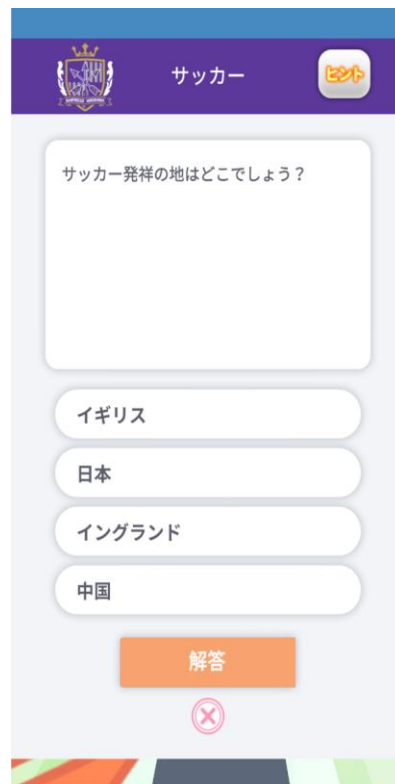 サッカー
ヒント
サッカー発祥の地はどこでしょう？
イギリス
日本
イングランド
中国
解答